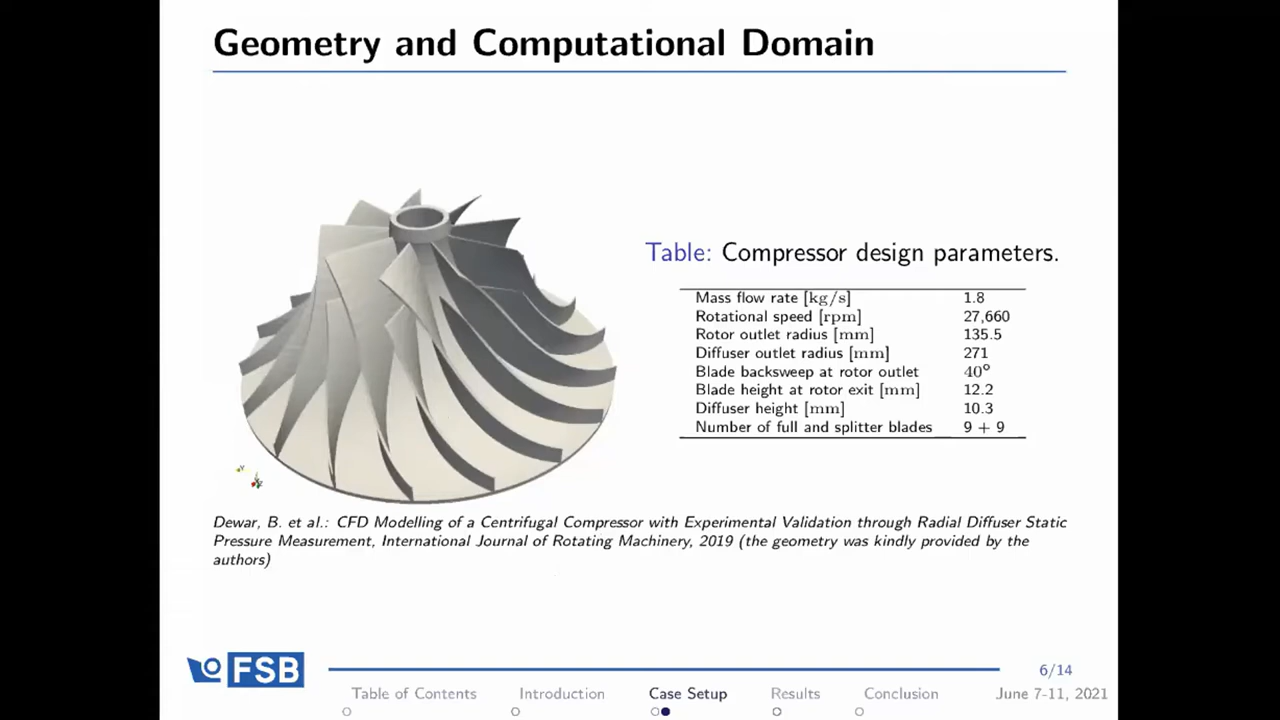 Geometry and Computational Domain
Table: Compressor design parameters.
Mass flow rate [kg/s] 1.8
Rotational speed [rpm] 27,660
Rotor outlet radius [mm] 135.5
Diffuser outlet radius [mm] 271
Blade backsweep at rotor outlet 40°
Blade height at rotor exit [mm] 12.2
Diffuser height [mm] 10.3
Number of full and splitter blades 9 + 9
Dewar, B. et al.: CFD Modelling of a Centrifugal Compressor with Experimental Validation through Radial Diffuser Static
Pressure Measurement, International Journal of Rotating Machinery, 2019 (the geometry was kindly provided by the
authors)
FSB
6/14
Table of Contents Introduction Case Setup Results Conclusion June 7-11, 2021